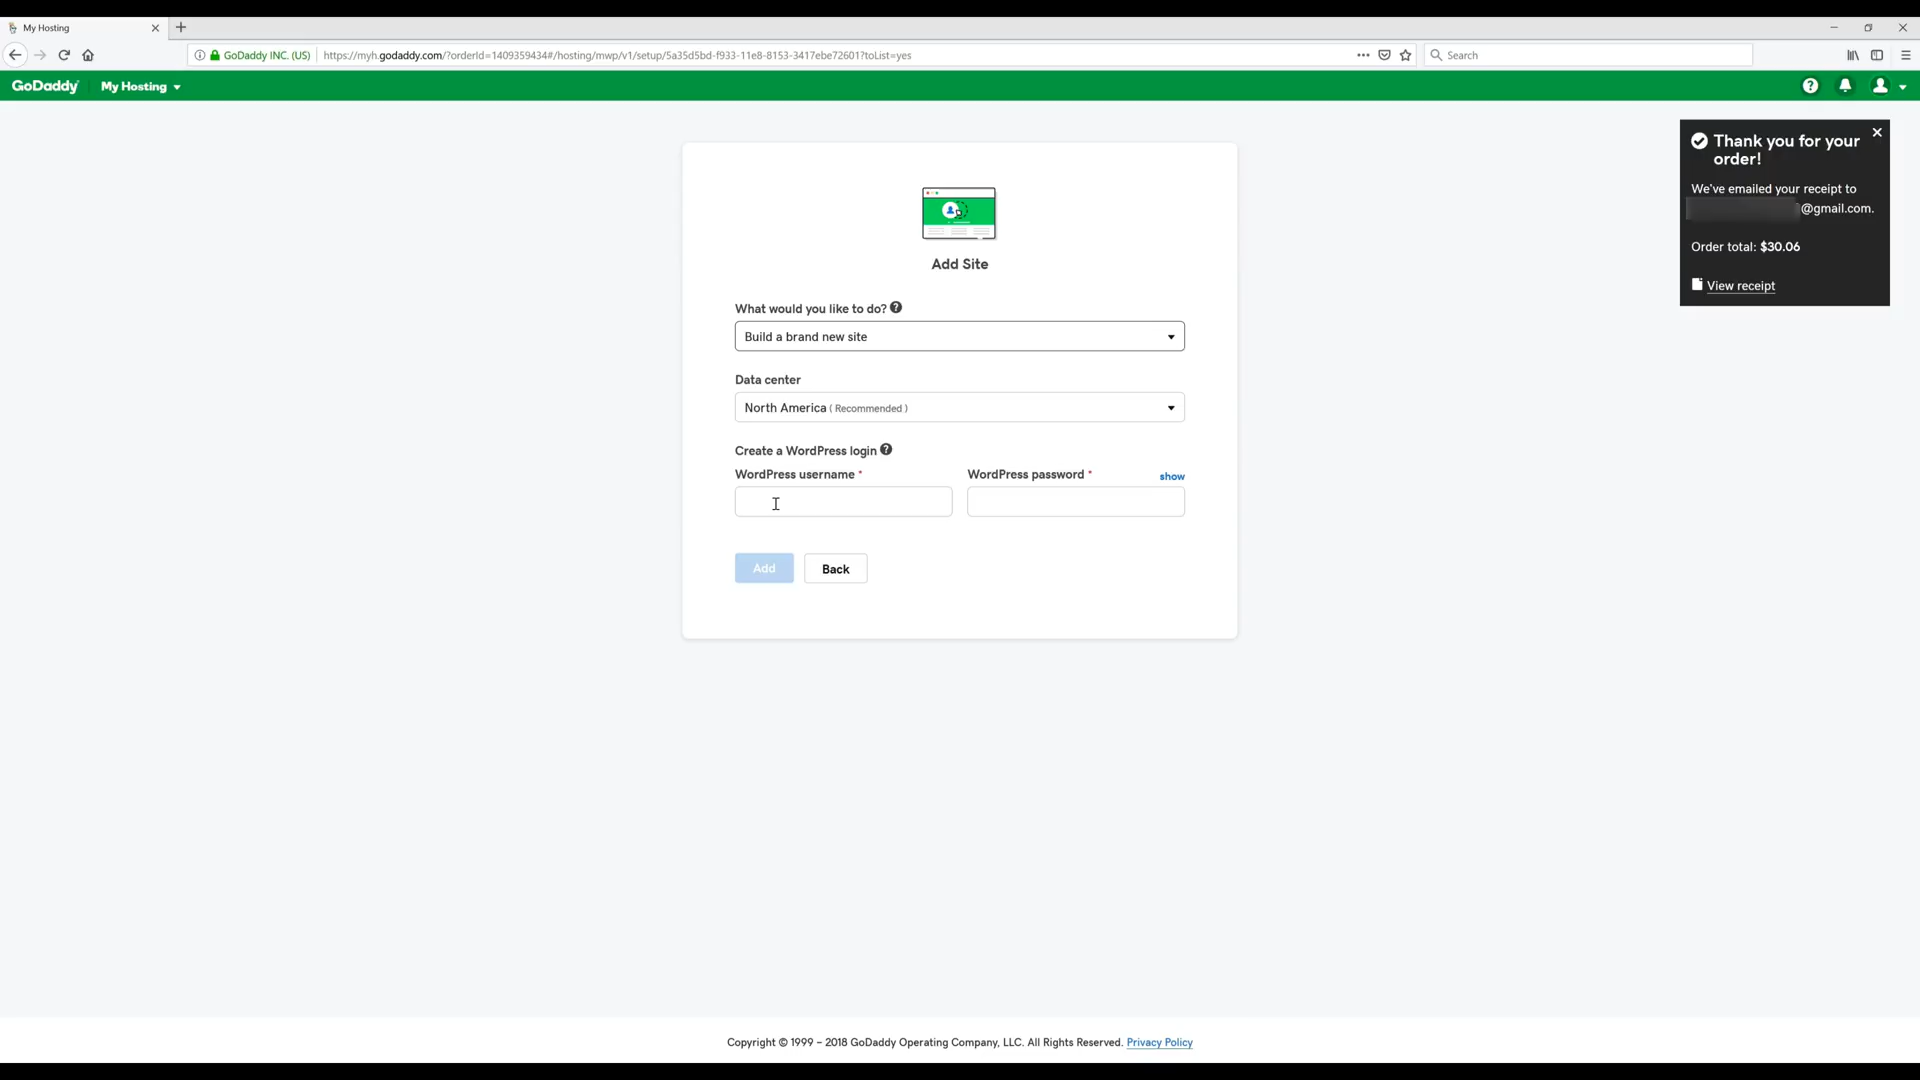 My Hosting
GoDaddy INC. (US)
https://myh.godaddy.com/?orderId=1409359434#/hosting/mwp/v1/setup/5a35d5bd-f933-11e8-8153-3417ebe72601?toList=yes
Search
GoDaddy
My Hosting
Thank you for your
order!
We've emailed your receipt to
@gmail.com.
Order total: $30.06
View receipt
Add Site
What would you like to do?
Build a brand new site
Data center
North America ( Recommended )
Create a WordPress login
WordPress username *
WordPress password *
show
Add
Back
Copyright © 1999 – 2018 GoDaddy Operating Company, LLC. All Rights Reserved. Privacy Policy